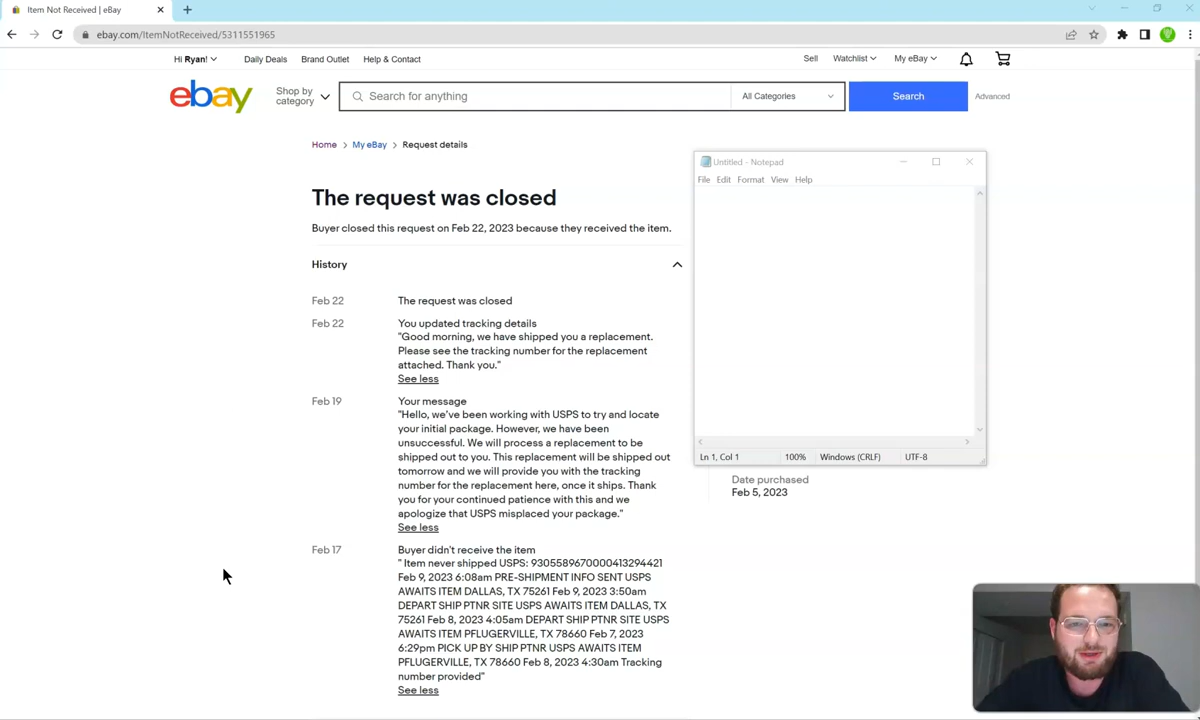 Item Not Received | eBay
ebay.com/ItemNotReceived/5311551965
Hi Ryan!
Daily Deals
Brand Outlet
Help & Contact
Sell
Watchlist
My eBay
ebay
Shop by
category
Search for anything
All Categories
Search
Advanced
Home
My eBay
Request details
The request was closed
Buyer closed this request on Feb 22, 2023 because they received the item.
History
Feb 22
The request was closed
Feb 22
You updated tracking details
"Good morning, we have shipped you a replacement.
Please see the tracking number for the replacement
attached. Thank you."
See less
Feb 19
Your message
"Hello, we've been working with USPS to try and locate
your initial package. However, we have been
unsuccessful. We will process a replacement to be
shipped out to you. This replacement will be shipped out
tomorrow and we will provide you with the tracking
number for the replacement here, once it ships. Thank
you for your continued patience with this and we
apologize that USPS misplaced your package."
See less
Feb 17
Buyer didn't receive the item
" Item never shipped USPS: 9305589670000413294421
Feb 9, 2023 6:08am PRE-SHIPMENT INFO SENT USPS
AWAITS ITEM DALLAS, TX 75261 Feb 9, 2023 3:50am
DEPART SHIP PTNR SITE USPS AWAITS ITEM DALLAS, TX
75261 Feb 8, 2023 4:05am DEPART SHIP PTNR SITE USPS
AWAITS ITEM PFLUGERVILLE, TX 78660 Feb 7, 2023
6:29pm PICK UP BY SHIP PTNR USPS AWAITS ITEM
PFLUGERVILLE, TX 78660 Feb 8, 2023 4:30am Tracking
number provided"
See less
Untitled - Notepad
File
Edit
Format
View
Help
Ln 1, Col 1
100%
Windows (CRLF)
UTF-8
Date purchased
Feb 5, 2023